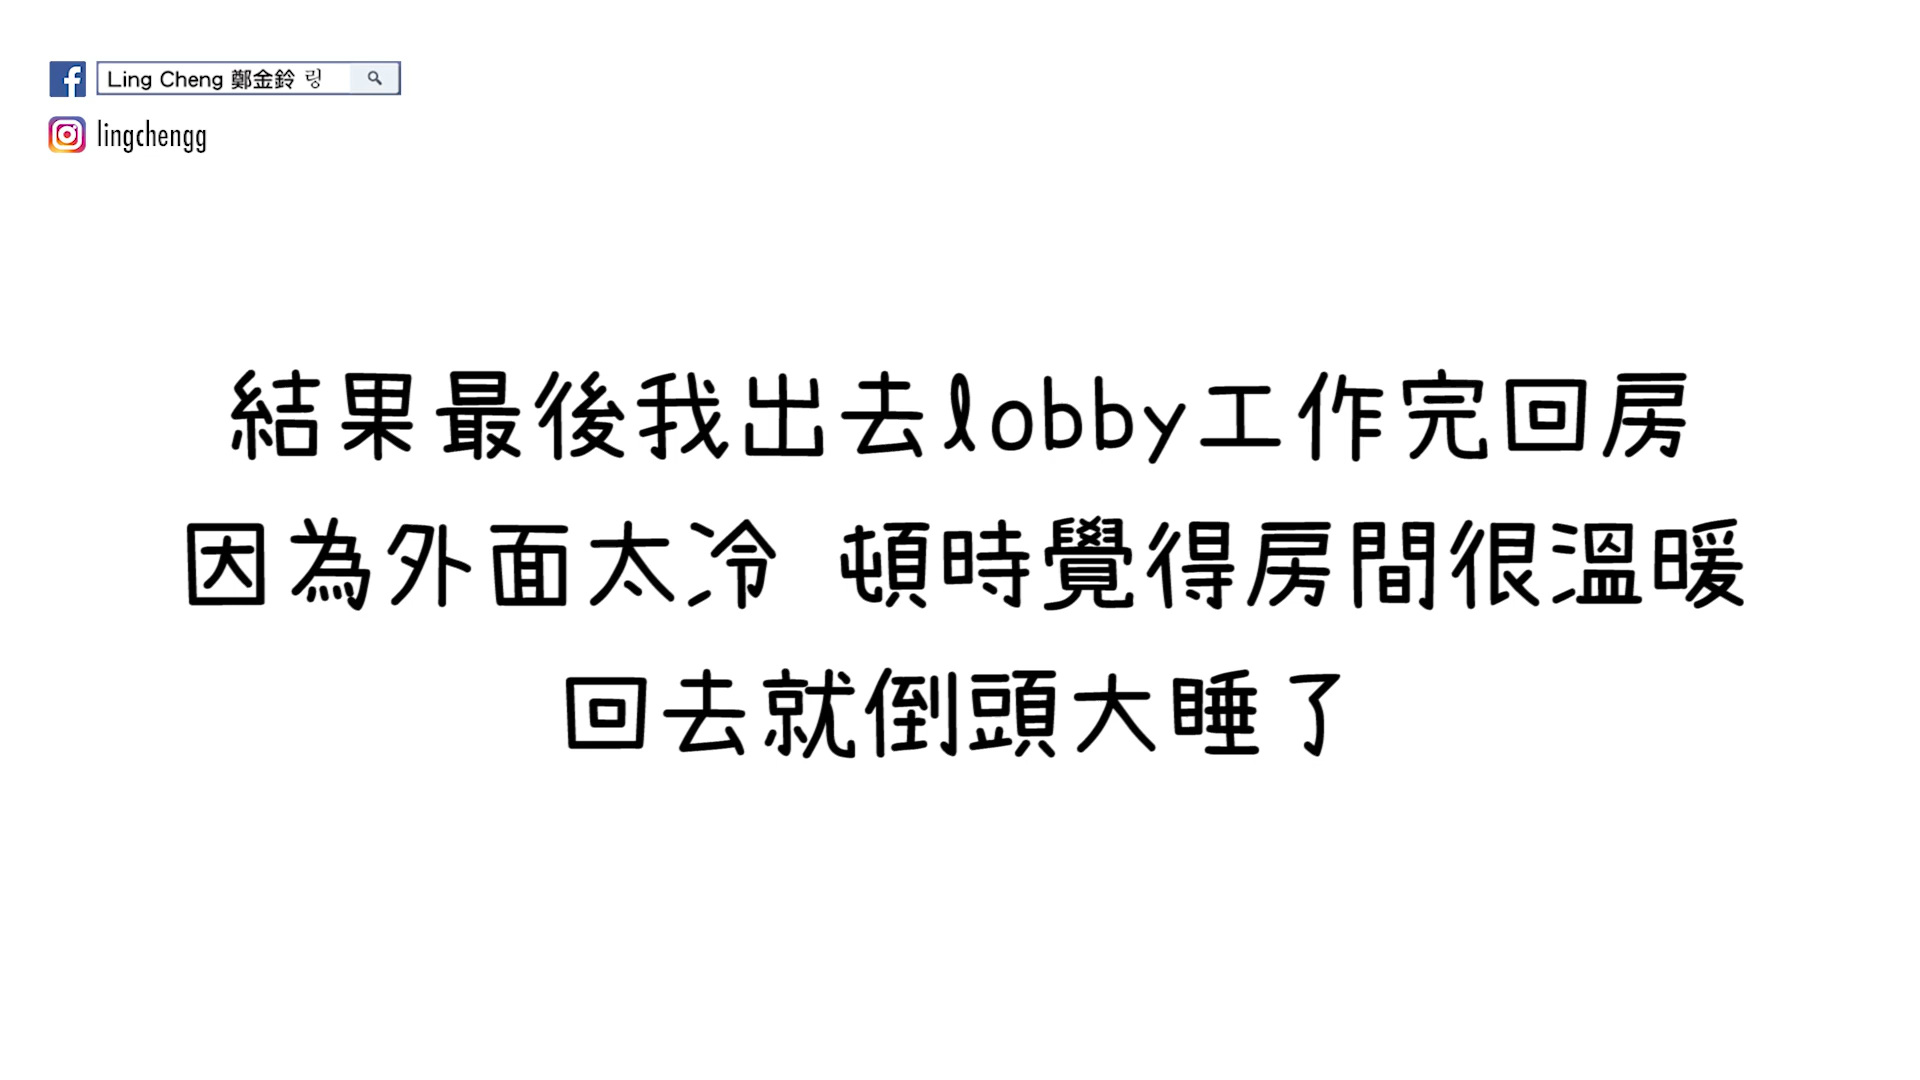 Ling Cheng 鄭金鈴 링
lingchengg
結果最後我出去lobby工作完回房
因為外面太冷 頓時覺得房間很溫暖
回去就倒頭大睡了